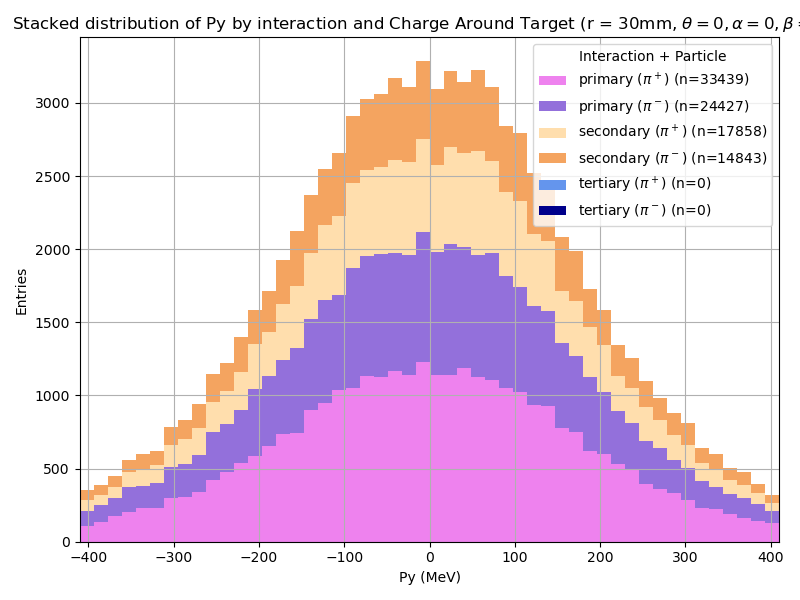 Stacked distribution of Py by interaction and Charge Around Target (r = 30mm, θ = 0, α = 0, β =
Entries
3000
2500
2000
1500
1000
500
0
Interaction + Particle
primary (π⁺) (n=33439)
primary (π⁻) (n=24427)
secondary (π⁺) (n=17858)
secondary (π⁻) (n=14843)
tertiary (π⁺) (n=0)
tertiary (π⁻) (n=0)
−400 −300 −200 −100 0 100 200 300 400
Py (MeV)